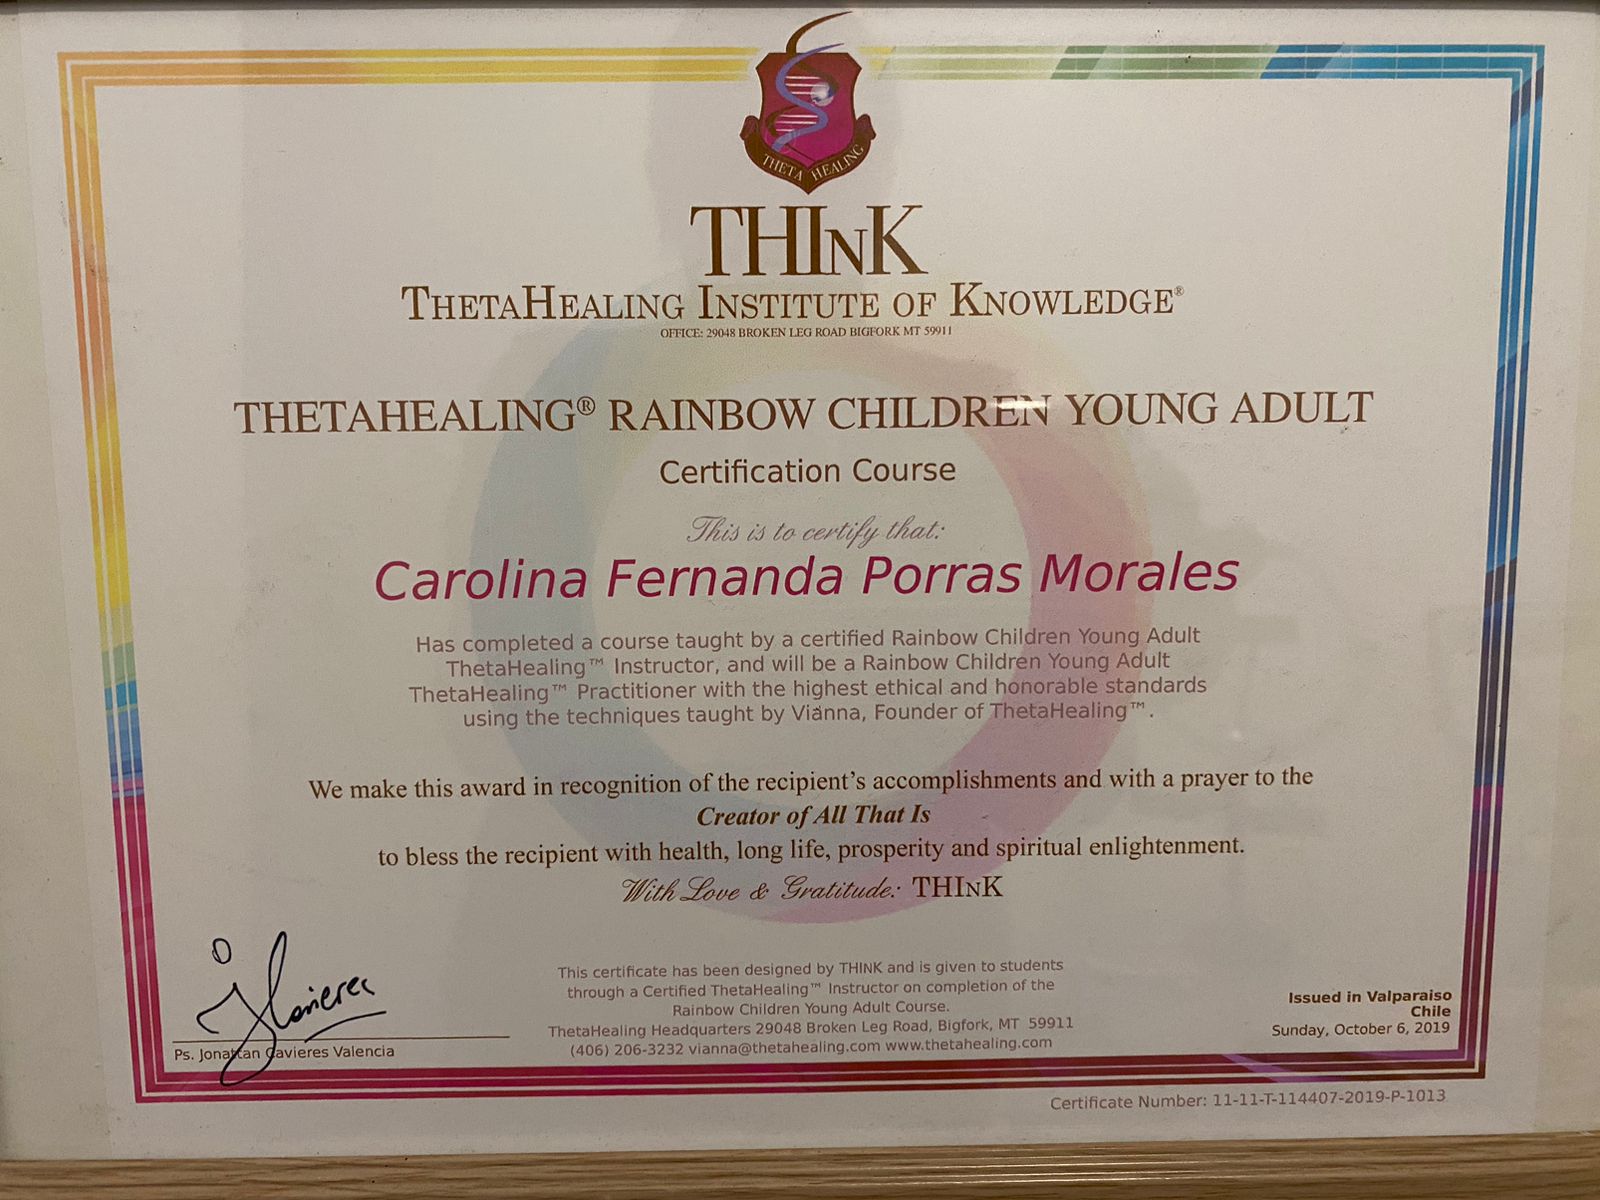 THETA HEALING
THInK
ThetaHealing Institute of Knowledge®
OFFICE: 29048 BROKEN LEG ROAD BIGFORK MT 59911
THETAHEALING® RAINBOW CHILDREN YOUNG ADULT
Certification Course
This is to certify that:
Carolina Fernanda Porras Morales
Has completed a course taught by a certified Rainbow Children Young Adult
ThetaHealing™ Instructor, and will be a Rainbow Children Young Adult
ThetaHealing™ Practitioner with the highest ethical and honorable standards
using the techniques taught by Vianna, Founder of ThetaHealing™.
We make this award in recognition of the recipient's accomplishments and with a prayer to the
Creator of All That Is
to bless the recipient with health, long life, prosperity and spiritual enlightenment.
With Love & Gratitude: THInK
This certificate has been designed by THINK and is given to students
through a Certified ThetaHealing™ Instructor on completion of the
Rainbow Children Young Adult Course.
ThetaHealing Headquarters 29048 Broken Leg Road, Bigfork, MT 59911
(406) 206-3232 vianna@thetahealing.com www.thetahealing.com
Ps. Jonattan Cavieres Valencia
Issued in Valparaiso
Chile
Sunday, October 6, 2019
Certificate Number: 11-11-T-114407-2019-P-1013